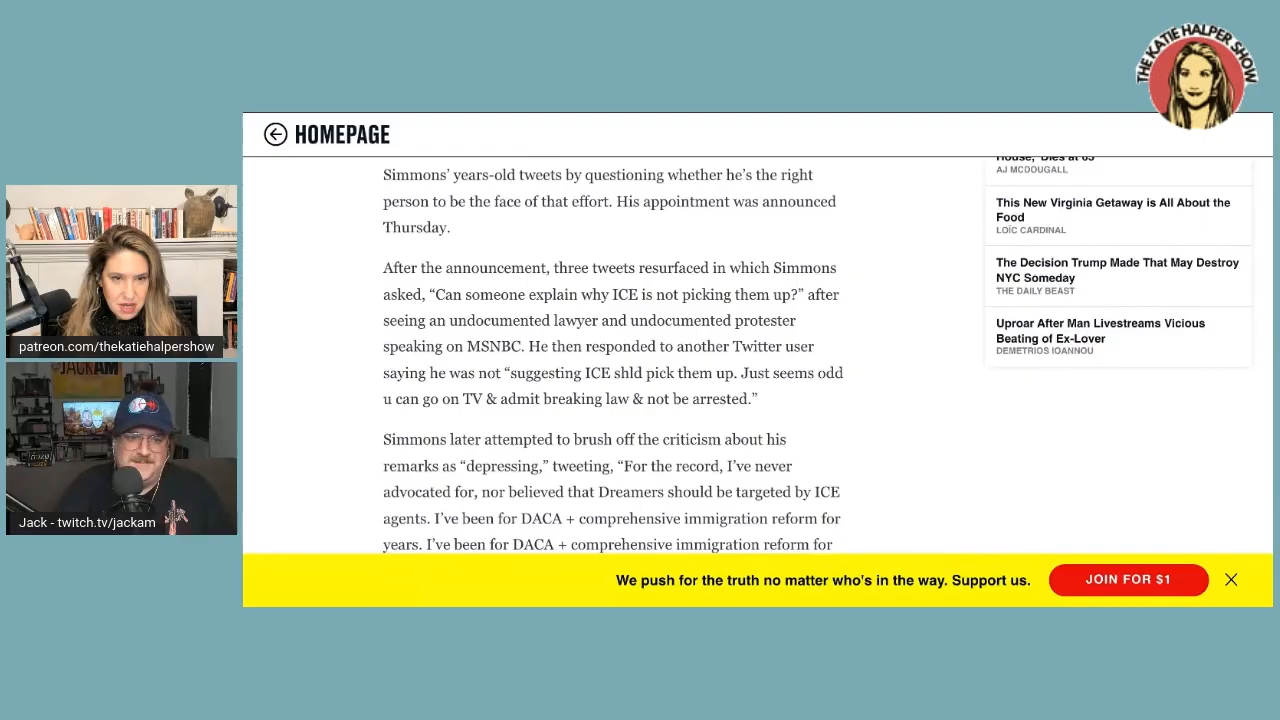 THE KATIE HALPER SHOW
HOMEPAGE
Simmons’ years-old tweets by questioning whether he’s the right
person to be the face of that effort. His appointment was announced
Thursday.
After the announcement, three tweets resurfaced in which Simmons
asked, “Can someone explain why ICE is not picking them up?” after
seeing an undocumented lawyer and undocumented protester
speaking on MSNBC. He then responded to another Twitter user
saying he was not “suggesting ICE shld pick them up. Just seems odd
u can go on TV & admit breaking law & not be arrested.”
Simmons later attempted to brush off the criticism about his
remarks as “depressing,” tweeting, “For the record, I’ve never
advocated for, nor believed that Dreamers should be targeted by ICE
agents. I’ve been for DACA + comprehensive immigration reform for
years. I’ve been for DACA + comprehensive immigration reform for
House,’ Dies at 65
AJ MCDOUGALL
This New Virginia Getaway is All About the
Food
LOÏC CARDINAL
The Decision Trump Made That May Destroy
NYC Someday
THE DAILY BEAST
Uproar After Man Livestreams Vicious
Beating of Ex-Lover
DEMETRIOS IOANNOU
We push for the truth no matter who's in the way. Support us.
JOIN FOR $1
patreon.com/thekatiehalpershow
JACKAM
Jack - twitch.tv/jackam